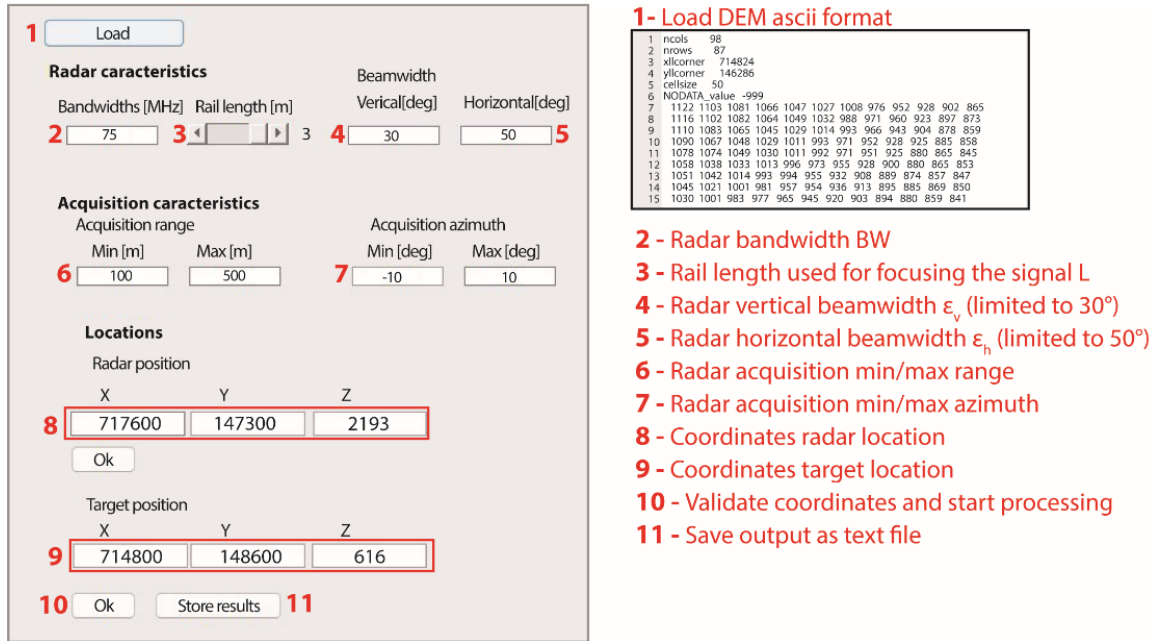 1 Load
Radar caracteristics
Beamwidth
Bandwidths [MHz] Rail length [m] Verical[deg] Horizontal[deg]
2 75 3 3 4 30 50 5
Acquisition caracteristics
Acquisition range Acquisition azimuth
Min [m] Max [m] Min [deg] Max [deg]
6 100 500 7 -10 10
Locations
Radar position
X Y Z
8 717600 147300 2193
Ok
Target position
X Y Z
9 714800 148600 616
10 Ok Store results 11
1- Load DEM ascii format
1 ncols 98
2 nrows 87
3 xllcorner 714824
4 yllcorner 146286
5 cellsize 50
6 NODATA_value -999
7 1122 1103 1081 1066 1047 1027 1008 976 952 928 902 865
8 1116 1102 1082 1064 1049 1032 988 971 960 923 897 873
9 1110 1083 1065 1045 1029 1014 993 966 943 904 878 859
10 1090 1067 1048 1029 1011 993 971 952 928 925 885 858
11 1078 1074 1049 1030 1011 992 971 951 925 880 865 845
12 1058 1038 1033 1013 996 973 955 928 900 880 865 853
13 1051 1042 1014 993 994 955 932 908 889 874 857 847
14 1045 1021 1001 981 957 954 936 913 895 885 869 850
15 1030 1001 983 977 965 945 920 903 894 880 859 841
2 - Radar bandwidth BW
3 - Rail length used for focusing the signal L
4 - Radar vertical beamwidth εv (limited to 30°)
5 - Radar horizontal beamwidth εh (limited to 50°)
6 - Radar acquisition min/max range
7 - Radar acquisition min/max azimuth
8 - Coordinates radar location
9 - Coordinates target location
10 - Validate coordinates and start processing
11 - Save output as text file